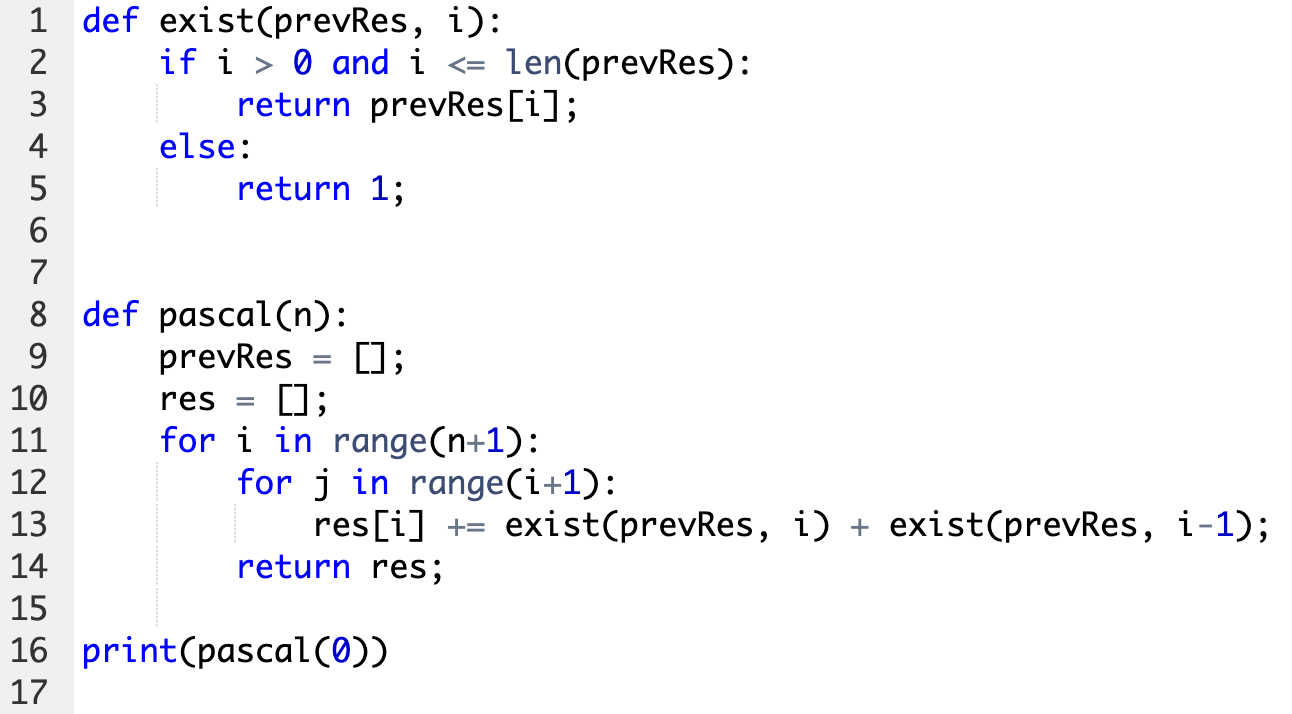 1 def exist(prevRes, i):
2     if i > 0 and i <= len(prevRes):
3         return prevRes[i];
4     else:
5         return 1;
6
7
8 def pascal(n):
9     prevRes = [];
10     res = [];
11     for i in range(n+1):
12         for j in range(i+1):
13             res[i] += exist(prevRes, i) + exist(prevRes, i-1);
14         return res;
15
16 print(pascal(0))
17